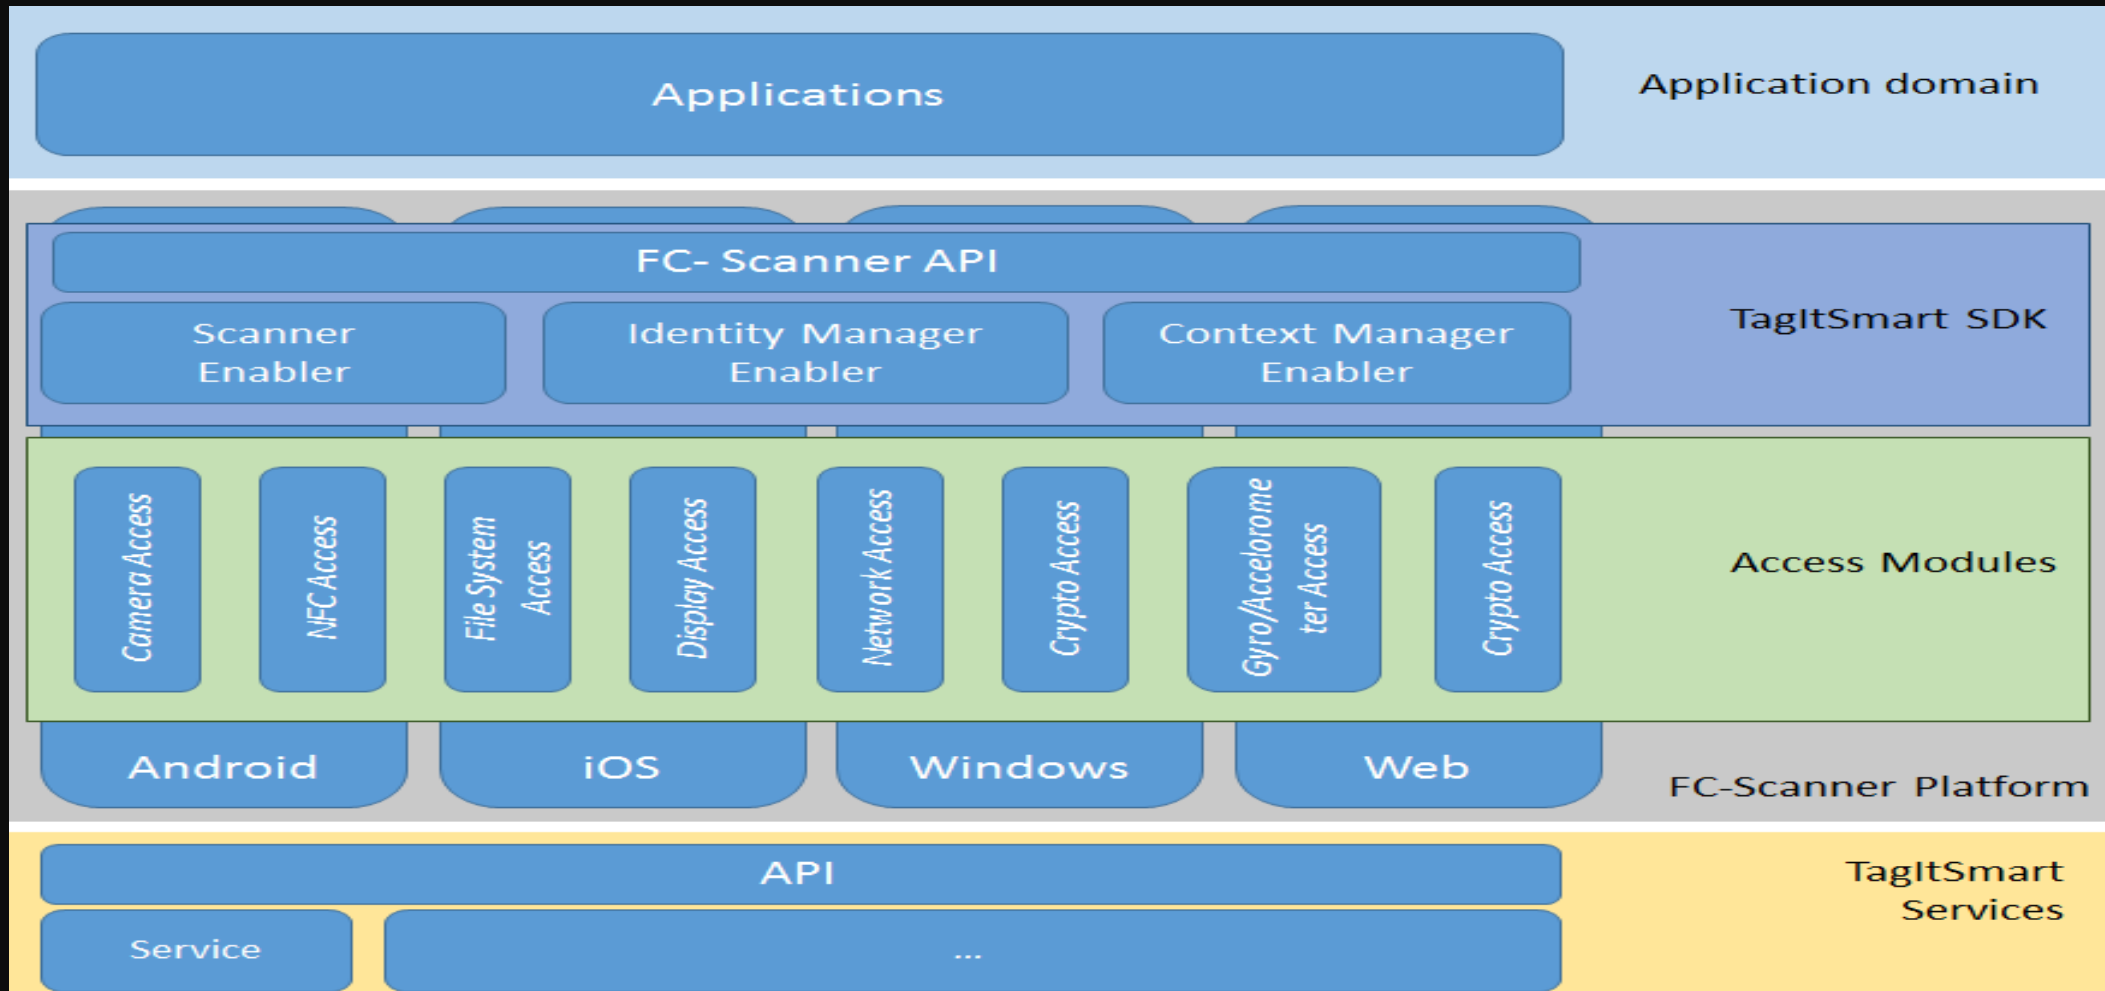 Applications
Application domain
FC- Scanner API
Scanner
Enabler
Identity Manager
Enabler
Context Manager
Enabler
TagItSmart SDK
Camera Access
NFC Access
File System
Access
Display Access
Network Access
Crypto Access
Gyro/Accelorome
ter Access
Crypto Access
Access Modules
Android
iOS
Windows
Web
FC-Scanner Platform
API
TagItSmart
Services
Service
...